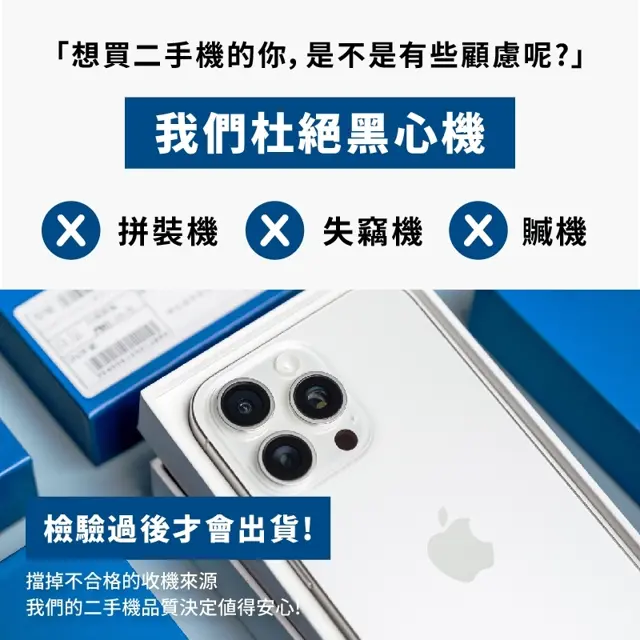 「想買二手機的你, 是不是有些顧慮呢?」
我們杜絕黑心機
拼裝機 失竊機 贓機
檢驗過後才會出貨!
擋掉不合格的收機來源
我們的二手機品質決定值得安心!